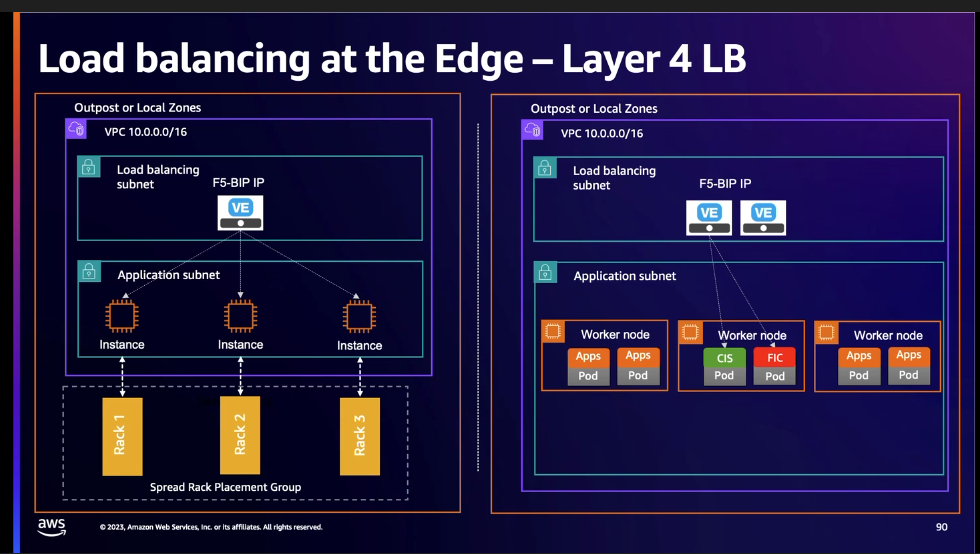 Load balancing at the Edge – Layer 4 LB
Outpost or Local Zones
VPC 10.0.0.0/16
Load balancing
subnet
F5-BIP IP
VE
Application subnet
Instance
Instance
Instance
Rack 1
Rack 2
Rack 3
Spread Rack Placement Group
Outpost or Local Zones
VPC 10.0.0.0/16
Load balancing
subnet
F5-BIP IP
VE
VE
Application subnet
Worker node
Apps
Apps
Pod
Pod
Worker node
CIS
FIC
Pod
Pod
Worker node
Apps
Apps
Pod
Pod
aws
© 2023, Amazon Web Services, Inc. or its affiliates. All rights reserved.
90